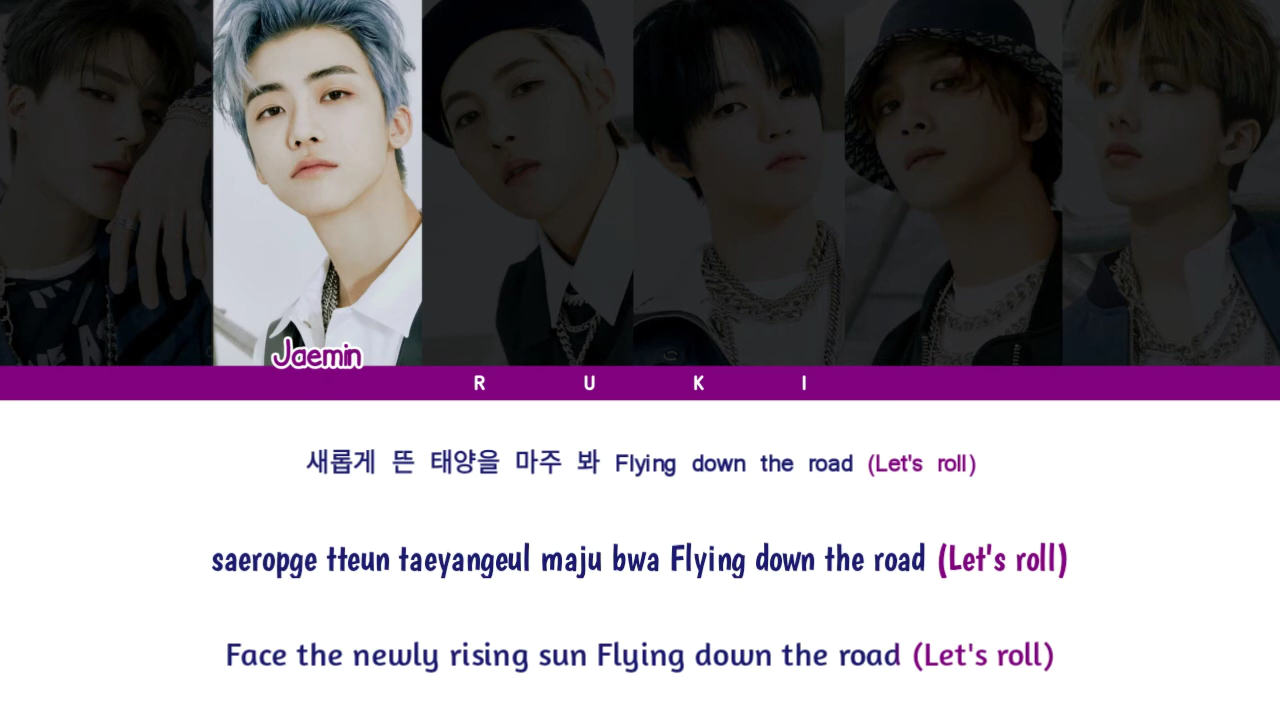 Jaemin
R U K I
새롭게 뜬 태양을 마주 봐 Flying down the road (Let's roll)
saeropge tteun taeyangeul maju bwa Flying down the road (Let's roll)
Face the newly rising sun Flying down the road (Let's roll)